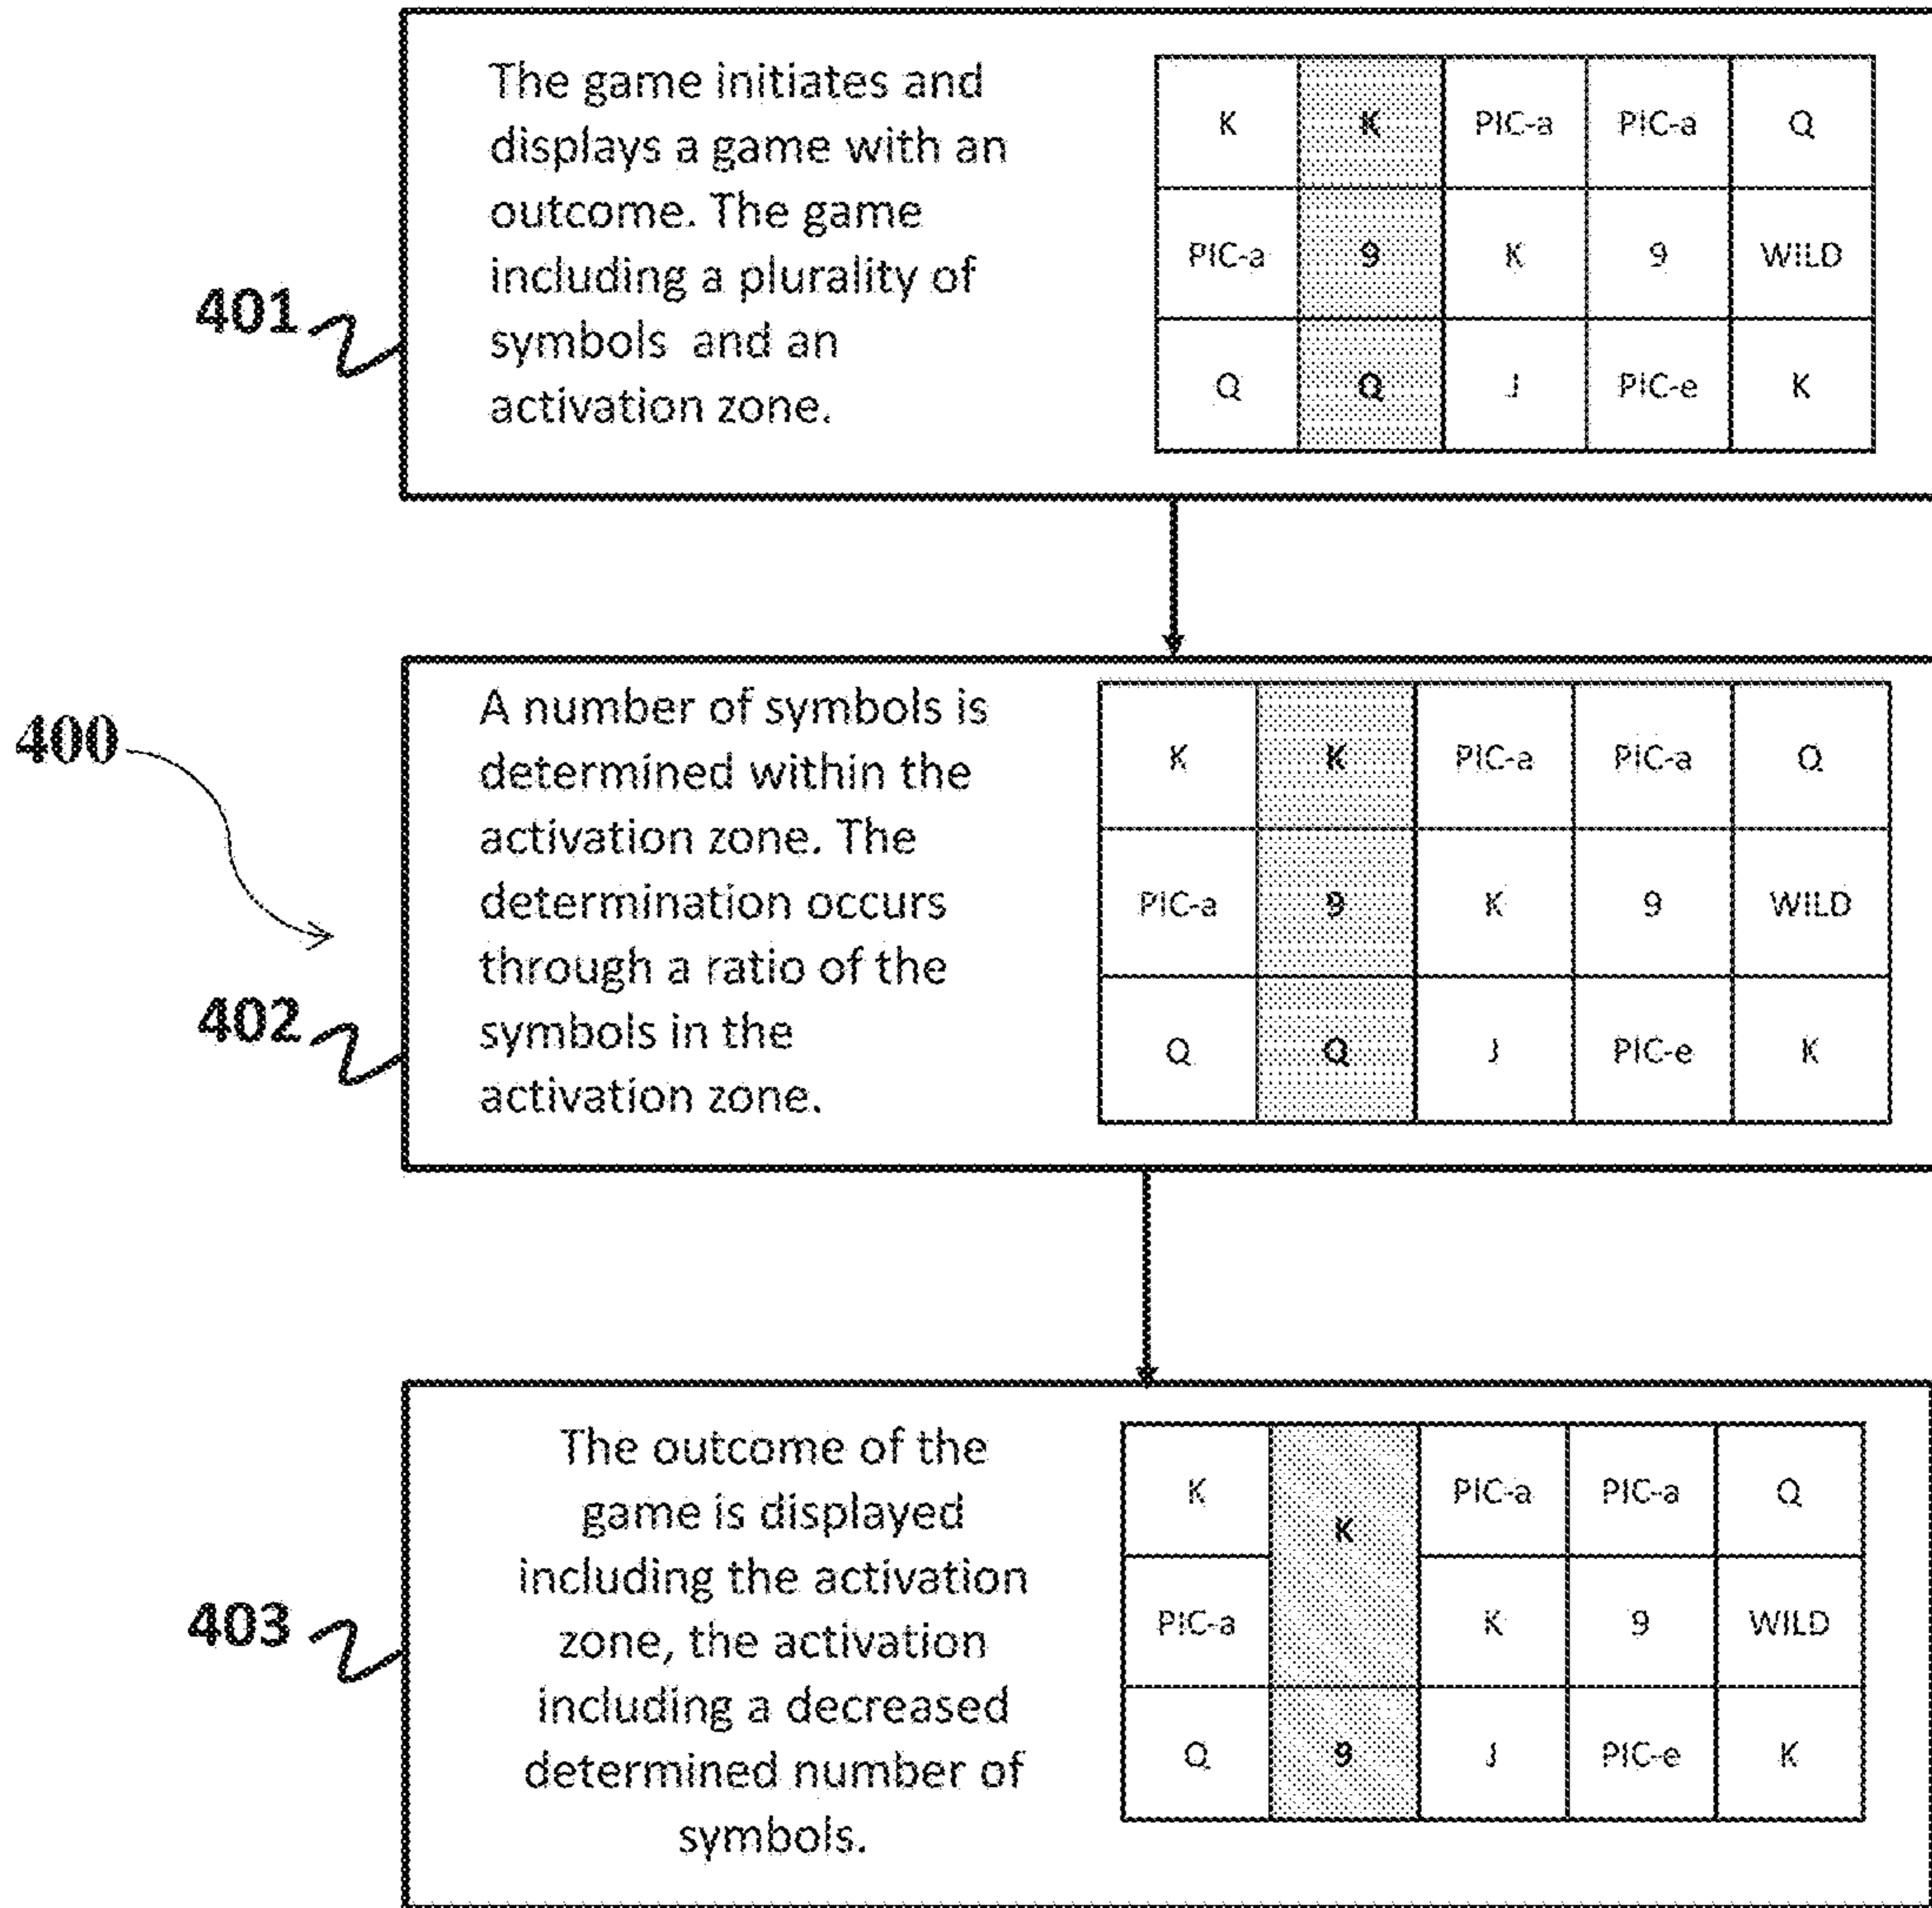 The game initiates and
displays a game with an
outcome. The game
including a plurality of
symbols and an
activation zone.
401
K K PIC-a PIC-a Q
PIC-a 9 K 9 WILD
Q Q J PIC-e K
400
A number of symbols is
determined within the
activation zone. The
determination occurs
through a ratio of the
symbols in the
activation zone.
402
K K PIC-a PIC-a Q
PIC-a 9 K 9 WILD
Q Q J PIC-e K
The outcome of the
game is displayed
including the activation
zone, the activation
including a decreased
determined number of
symbols.
403
K K PIC-a PIC-a Q
PIC-a K 9 WILD
Q 9 J PIC-e K